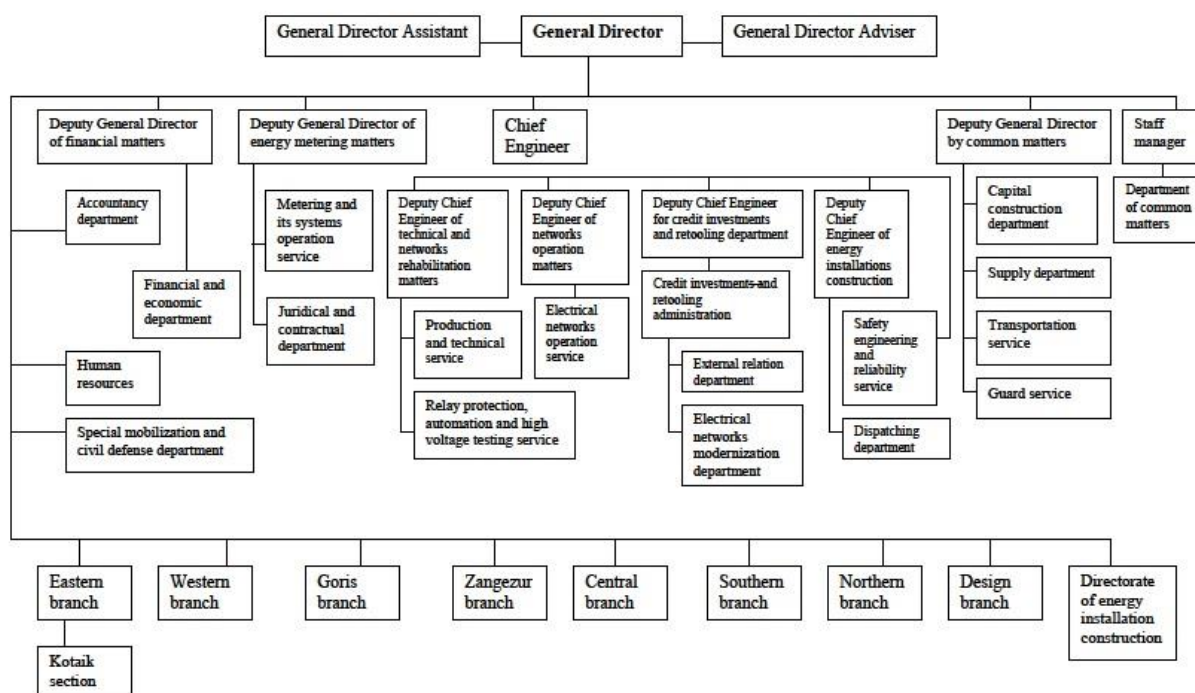 General Director Assistant
General Director
General Director Adviser
Deputy General Director
of financial matters
Deputy General Director of
energy metering matters
Chief
Engineer
Deputy General Director
by common matters
Staff
manager
Accountancy
department
Metering and
its systems
operation
service
Deputy Chief
Engineer of
technical and
networks
rehabilitation
matters
Deputy Chief
Engineer of
networks
operation
matters
Deputy Chief Engineer
for credit investments
and retooling department
Deputy
Chief
Engineer of
energy
installations
construction
Capital
construction
department
Department
of common
matters
Financial and
economic
department
Juridical and
contractual
department
Production
and technical
service
Electrical
networks
operation
service
Credit investments and
retooling
administration
Safety
engineering
and
reliability
service
Supply department
Transportation
service
Human
resources
External relation
department
Guard service
Special mobilization and
civil defense department
Relay protection,
automation and high
voltage testing service
Electrical
networks
modernization
department
Dispatching
department
Eastern
branch
Western
branch
Goris
branch
Zangezur
branch
Central
branch
Southern
branch
Northern
branch
Design
branch
Directorate
of energy
installation
construction
Kotaik
section